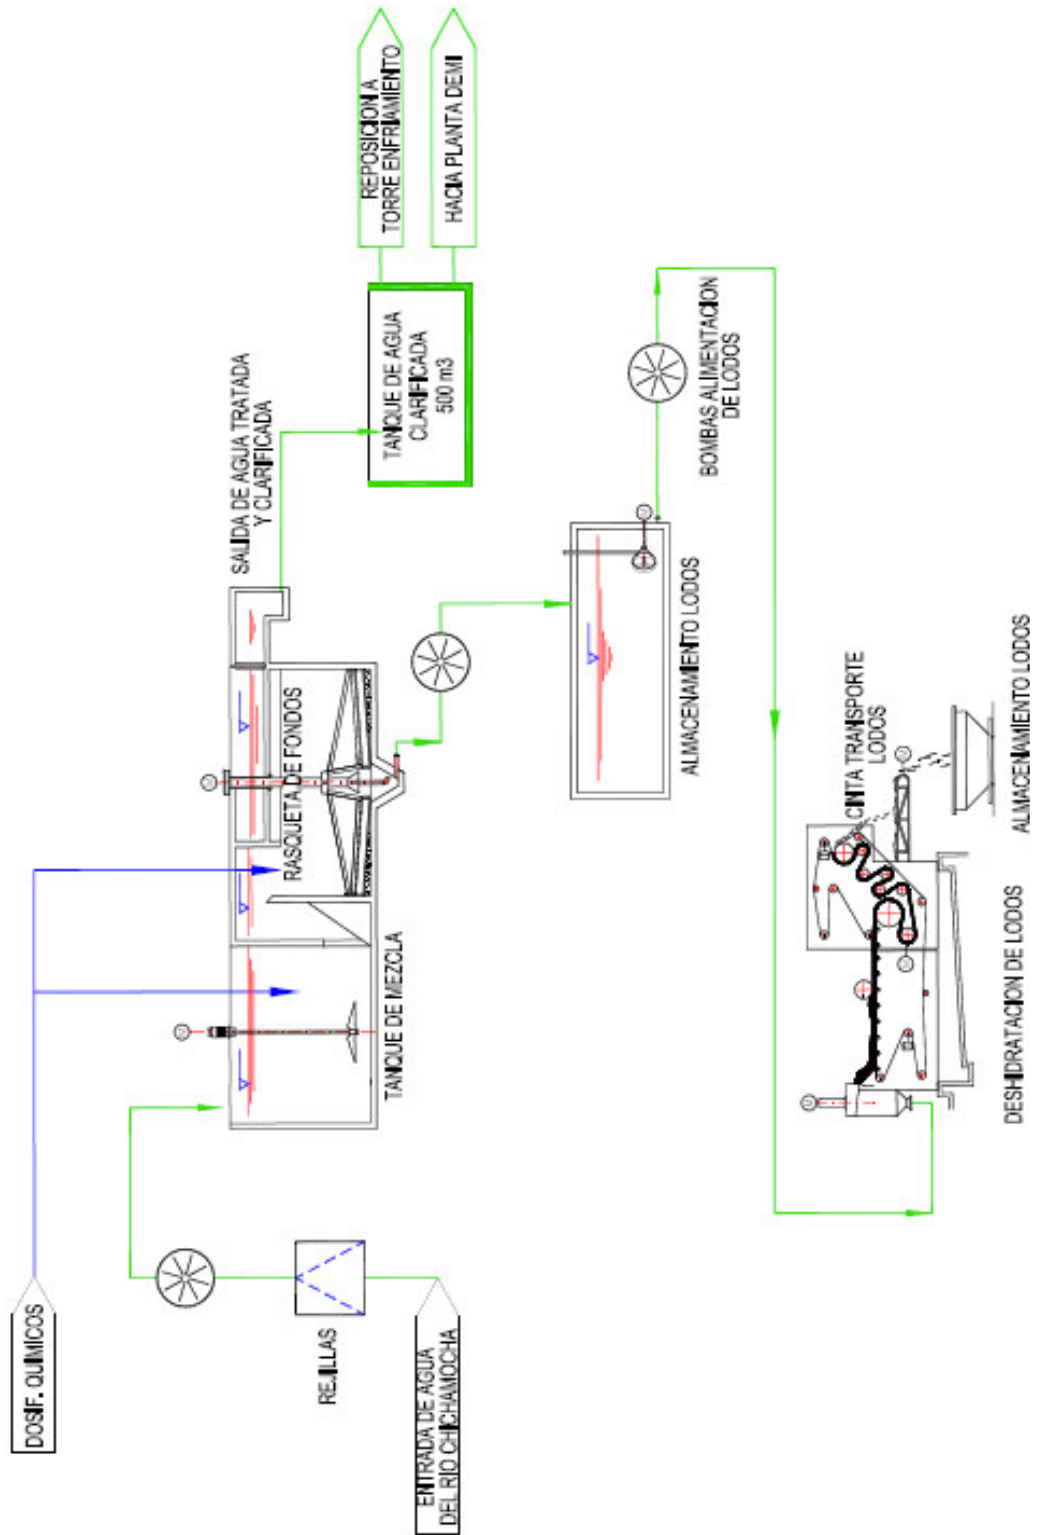 DOSIF. QUIMICOS
ENTRADA DE AGUA
DEL RIO CHICHAMOCHA
REJILLAS
TANQUE DE MEZCLA
RASQUETA DE FONDOS
SALIDA DE AGUA TRATADA
Y CLARIFICADA
TANQUE DE AGUA
CLARIFICADA
500 m3
REPOSICION A
TORRE ENFRIAMIENTO
HACIA PLANTA DEMI
ALMACENAMIENTO LODOS
BOMBAS ALIMENTACION
DE LODOS
DESHIDRATACION DE LODOS
CINTA TRANSPORTE
LODOS
ALMACENAMIENTO LODOS